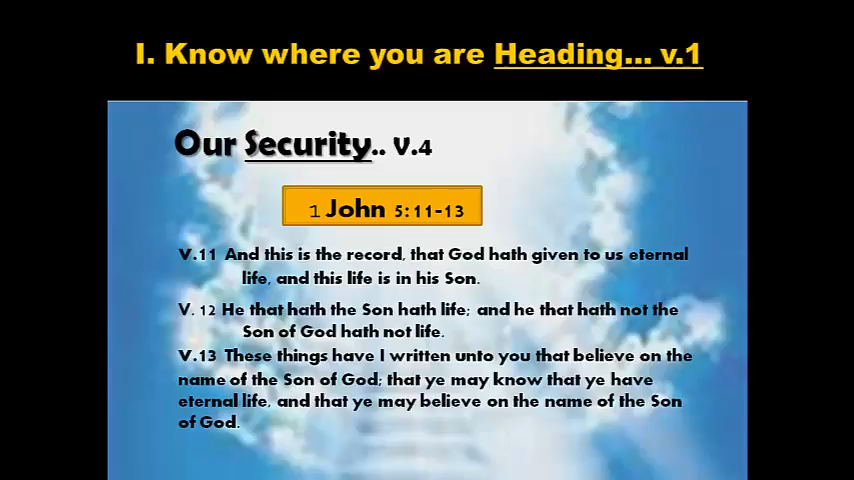 I. Know where you are Heading... v.1
Our Security.. V.4
1 John 5:11-13
V.11 And this is the record, that God hath given to us eternal
life, and this life is in his Son.
V. 12 He that hath the Son hath life; and he that hath not the
Son of God hath not life.
V.13 These things have I written unto you that believe on the
name of the Son of God; that ye may know that ye have
eternal life, and that ye may believe on the name of the Son
of God.